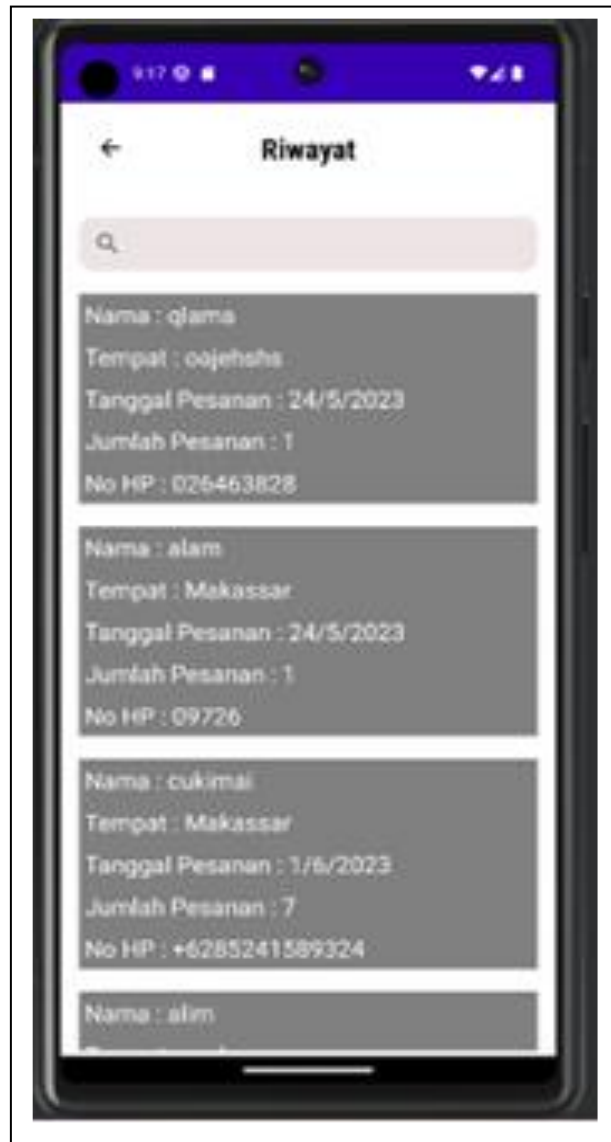 9:17
Riwayat
Nama : qlama
Tempat : oajehshs
Tanggal Pesanan : 24/5/2023
Jumlah Pesanan : 1
No HP : 026463828
Nama : alam
Tempat : Makassar
Tanggal Pesanan : 24/5/2023
Jumlah Pesanan : 1
No HP : 09726
Nama : cukimai
Tempat : Makassar
Tanggal Pesanan : 1/6/2023
Jumlah Pesanan : 7
No HP : +6285241589324
Nama : alim